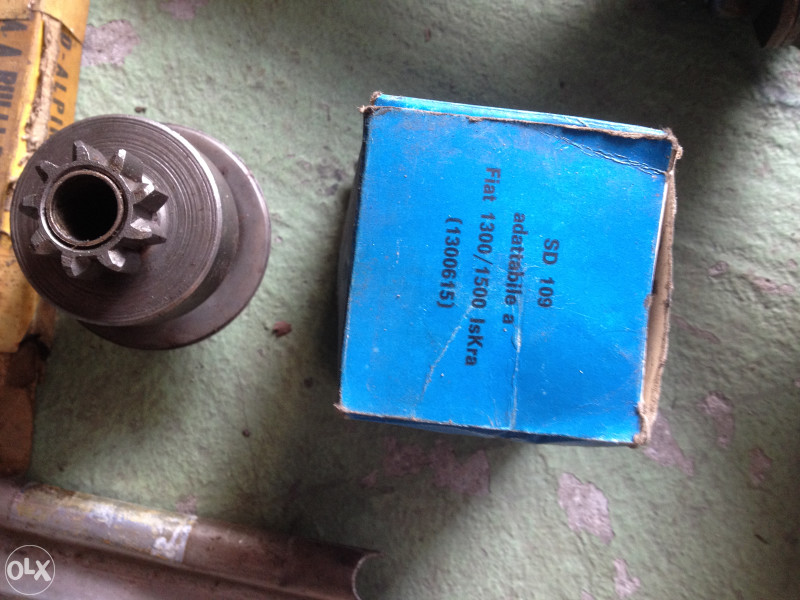 SD 109
adattabile a
Fiat 1300/1500 IsKra
(1300615)
OLX